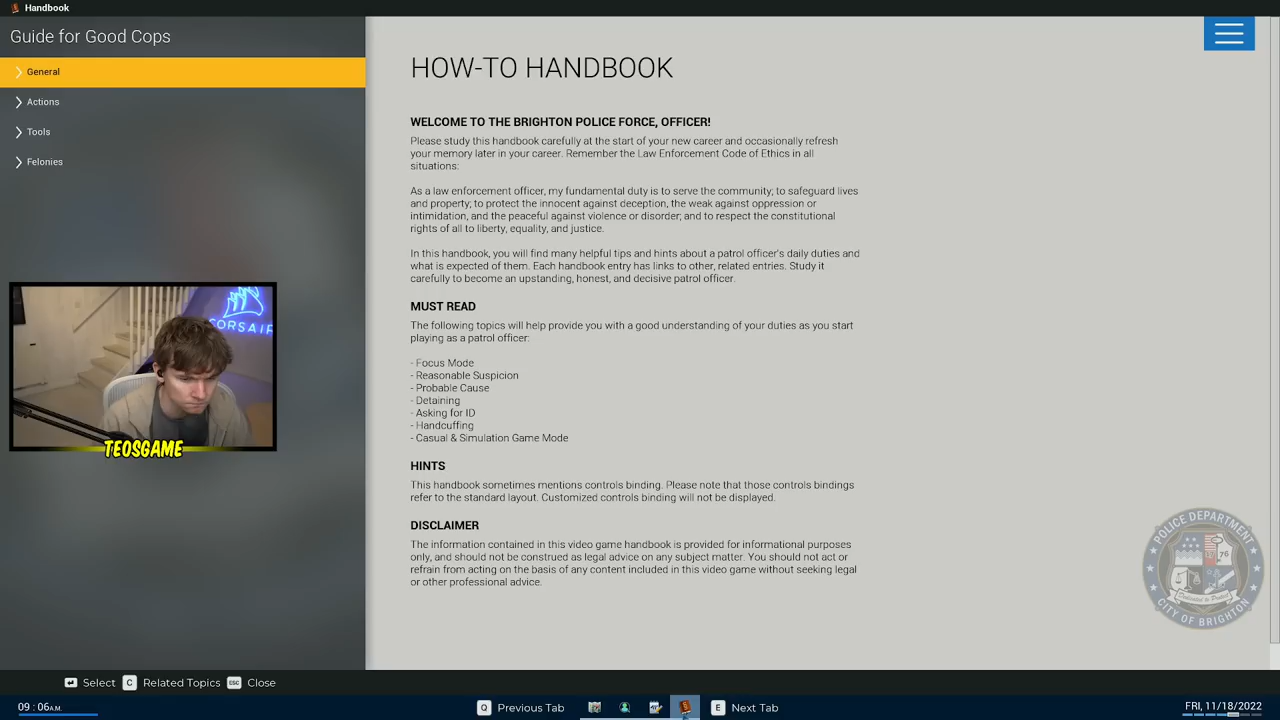 Handbook
Guide for Good Cops
General
Actions
Tools
Felonies
CORSAIR
TEOSGAME
HOW-TO HANDBOOK
WELCOME TO THE BRIGHTON POLICE FORCE, OFFICER!
Please study this handbook carefully at the start of your new career and occasionally refresh
your memory later in your career. Remember the Law Enforcement Code of Ethics in all
situations:
As a law enforcement officer, my fundamental duty is to serve the community; to safeguard lives
and property; to protect the innocent against deception, the weak against oppression or
intimidation, and the peaceful against violence or disorder; and to respect the constitutional
rights of all to liberty, equality, and justice.
In this handbook, you will find many helpful tips and hints about a patrol officer's daily duties and
what is expected of them. Each handbook entry has links to other, related entries. Study it
carefully to become an upstanding, honest, and decisive patrol officer.
MUST READ
The following topics will help provide you with a good understanding of your duties as you start
playing as a patrol officer:
- Focus Mode
- Reasonable Suspicion
- Probable Cause
- Detaining
- Asking for ID
- Handcuffing
- Casual & Simulation Game Mode
HINTS
This handbook sometimes mentions controls binding. Please note that those controls bindings
refer to the standard layout. Customized controls binding will not be displayed.
DISCLAIMER
The information contained in this video game handbook is provided for informational purposes
only, and should not be construed as legal advice on any subject matter. You should not act or
refrain from acting on the basis of any content included in this video game without seeking legal
or other professional advice.
POLICE DEPARTMENT
76
Dedicated to Protect
CITY OF BRIGHTON
Select C Related Topics ESC Close
09 : 06 A.M.
Q Previous Tab E Next Tab
FRI, 11/18/2022